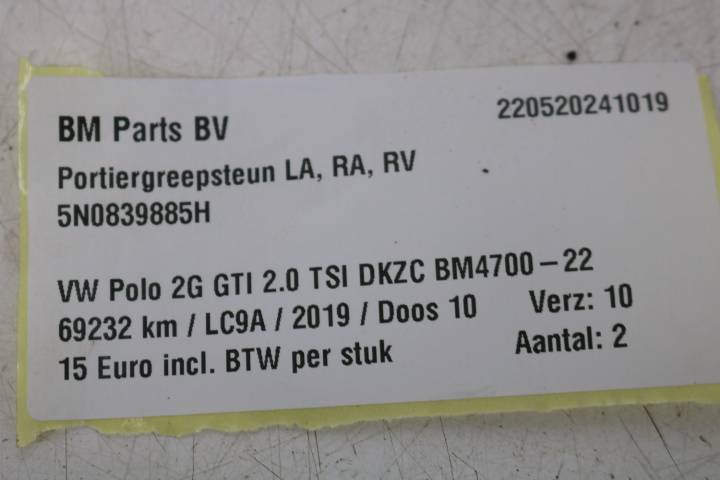 BM Parts BV 220520241019
Portiergreepsteun LA, RA, RV
5N0839885H
VW Polo 2G GTI 2.0 TSI DKZC BM4700-22
69232 km / LC9A / 2019 / Doos 10 Verz: 10
15 Euro incl. BTW per stuk Aantal: 2